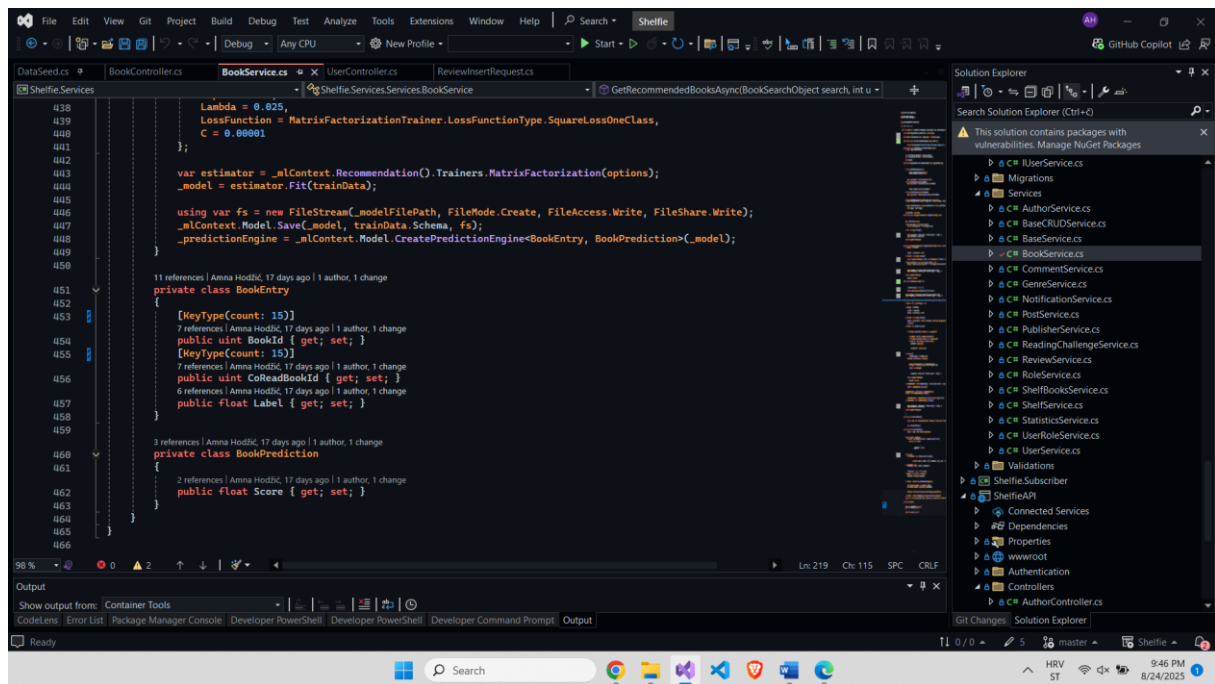 File Edit View Git Project Build Debug Test Analyze Tools Extensions Window Help Search Shelfie AH
Debug Any CPU New Profile Start GitHub Copilot
DataSeed.cs BookController.cs BookService.cs UserController.cs ReviewInsertRequest.cs
Shelfie.Services Shelfie.Services.Services.BookService GetRecommendedBooksAsync(BookSearchObject search, int u
438 Lambda = 0.025,
439 LossFunction = MatrixFactorizationTrainer.LossFunctionType.SquareLossOneClass,
440 C = 0.00001
441 };
442
443 var estimator = _mlContext.Recommendation().Trainers.MatrixFactorization(options);
444 _model = estimator.Fit(trainData);
445
446 using var fs = new FileStream(_modelFilePath, FileMode.Create, FileAccess.Write, FileShare.Write);
447 _mlContext.Model.Save(_model, trainData.Schema, fs);
448 _predictionEngine = _mlContext.Model.CreatePredictionEngine<BookEntry, BookPrediction>(_model);
449 }
450
11 references | Amna Hodžić, 17 days ago | 1 author, 1 change
451 private class BookEntry
452 {
453 [KeyType(count: 15)]
7 references | Amna Hodžić, 17 days ago | 1 author, 1 change
454 public uint BookId { get; set; }
455 [KeyType(count: 15)]
7 references | Amna Hodžić, 17 days ago | 1 author, 1 change
456 public uint CoReadBookId { get; set; }
6 references | Amna Hodžić, 17 days ago | 1 author, 1 change
457 public float Label { get; set; }
458 }
459
3 references | Amna Hodžić, 17 days ago | 1 author, 1 change
460 private class BookPrediction
461 {
2 references | Amna Hodžić, 17 days ago | 1 author, 1 change
462 public float Score { get; set; }
463 }
464 }
465 }
466
98 % 0 2 Ln: 219 Ch: 115 SPC CRLF
Output
Show output from: Container Tools
CodeLens Error List Package Manager Console Developer PowerShell Developer PowerShell Developer Command Prompt Output
Solution Explorer
Search Solution Explorer (Ctrl+č)
This solution contains packages with
vulnerabilities. Manage NuGet Packages
C# IUserService.cs
Migrations
Services
C# AuthorService.cs
C# BaseCRUDService.cs
C# BaseService.cs
C# BookService.cs
C# CommentService.cs
C# GenreService.cs
C# NotificationService.cs
C# PostService.cs
C# PublisherService.cs
C# ReadingChallengeService.cs
C# ReviewService.cs
C# RoleService.cs
C# ShelfBooksService.cs
C# ShelfService.cs
C# StatisticsService.cs
C# UserRoleService.cs
C# UserService.cs
Validations
Shelfie.Subscriber
ShelfieAPI
Connected Services
Dependencies
Properties
wwwroot
Authentication
Controllers
C# AuthorController.cs
Git Changes Solution Explorer
Ready 0 / 0 5 master Shelfie 2
Search HRV ST 9:46 PM 8/24/2025 1